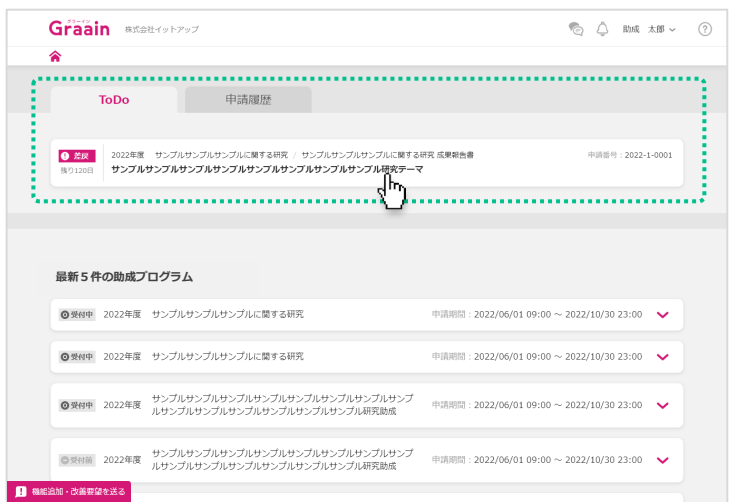 グラーイン
Graain 株式会社イットアップ 助成 太郎
ToDo 申請履歴
差戻 2022年度 サンプルサンプルサンプルに関する研究 / サンプルサンプルサンプルに関する研究 成果報告書 申請番号：2022-1-0001
残り120日 サンプルサンプルサンプルサンプルサンプルサンプルサンプルサンプル研究テーマ
最新５件の助成プログラム
受付中 2022年度 サンプルサンプルサンプルに関する研究 申請期間：2022/06/01 09:00 ～ 2022/10/30 23:00
受付中 2022年度 サンプルサンプルサンプルに関する研究 申請期間：2022/06/01 09:00 ～ 2022/10/30 23:00
サンプルサンプルサンプルサンプルサンプルサンプルサンプルサンプ
受付中 2022年度 ルサンプルサンプルサンプルサンプルサンプルサンプル研究助成 申請期間：2022/06/01 09:00 ～ 2022/10/30 23:00
サンプルサンプルサンプルサンプルサンプルサンプルサンプルサンプ
受付前 2022年度 ルサンプルサンプルサンプルサンプルサンプルサンプル研究助成 申請期間：2022/06/01 09:00 ～ 2022/10/30 23:00
機能追加・改善要望を送る